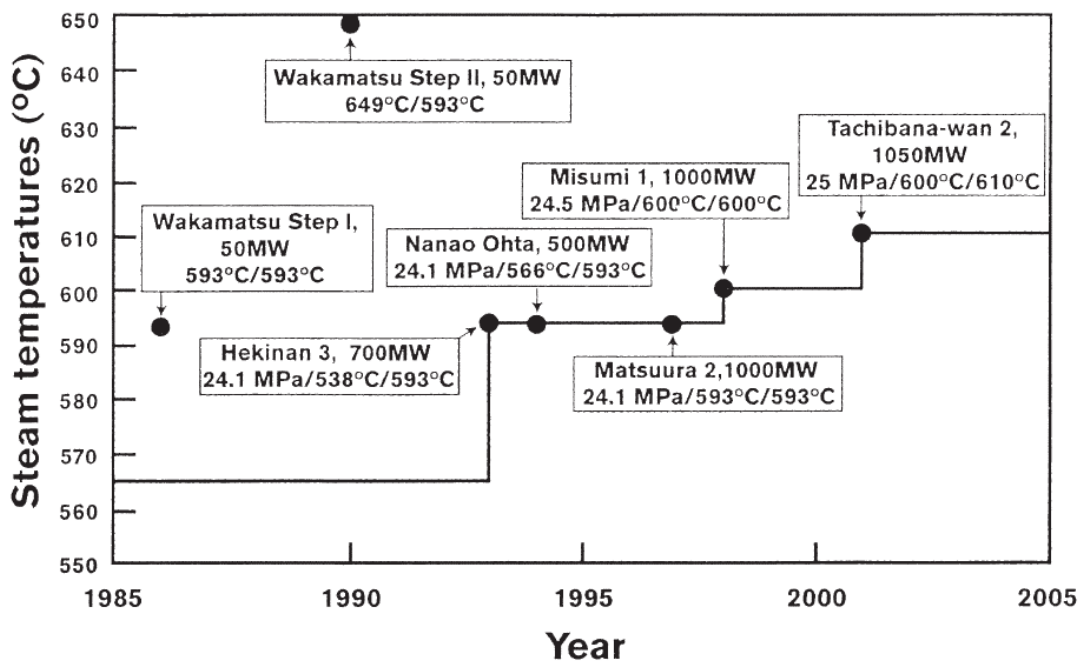 Steam temperatures (°C)
650
640
630
620
610
600
590
580
570
560
550
Wakamatsu Step II, 50MW
649°C/593°C
Tachibana-wan 2,
1050MW
25 MPa/600°C/610°C
Misumi 1, 1000MW
24.5 MPa/600°C/600°C
Wakamatsu Step I,
50MW
593°C/593°C
Nanao Ohta, 500MW
24.1 MPa/566°C/593°C
Hekinan 3, 700MW
24.1 MPa/538°C/593°C
Matsuura 2,1000MW
24.1 MPa/593°C/593°C
1985
1990
1995
2000
2005
Year